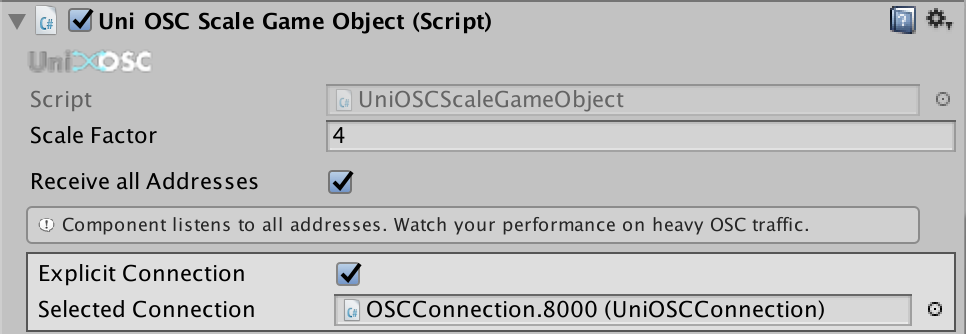 Uni OSC Scale Game Object (Script)
UniOSC
Script UniOSCScaleGameObject
Scale Factor 4
Receive all Addresses
Component listens to all addresses. Watch your performance on heavy OSC traffic.
Explicit Connection
Selected Connection OSCConnection.8000 (UniOSCConnection)